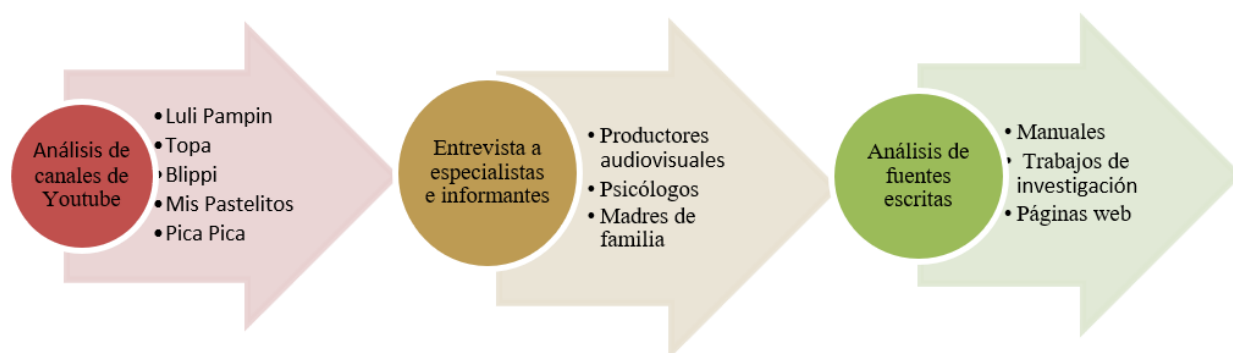 Análisis de
canales de
Youtube
•Luli Pampin
•Topa
•Blippi
•Mis Pastelitos
•Pica Pica
Entrevista a
especialistas
e informantes
• Productores
audiovisuales
• Psicólogos
• Madres de
familia
Análisis de
fuentes
escritas
• Manuales
• Trabajos de
investigación
• Páginas web